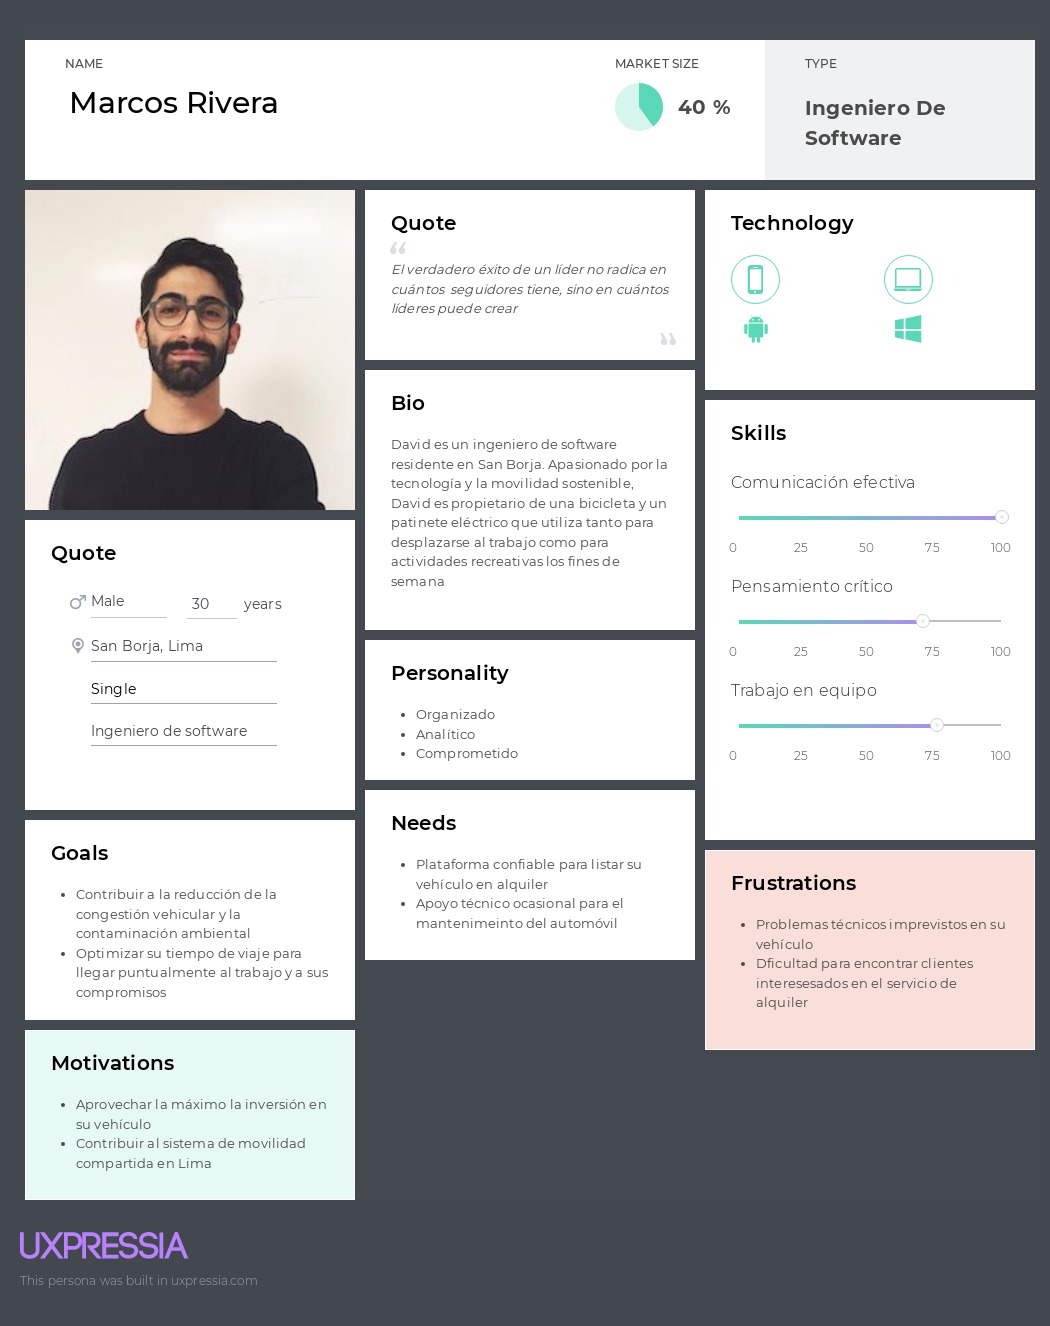 NAME
Marcos Rivera
MARKET SIZE
40 %
TYPE
Ingeniero De
Software
Quote
Male
30 years
San Borja, Lima
Single
Ingeniero de software
Goals
Contribuir a la reducción de la
congestión vehicular y la
contaminación ambiental
Optimizar su tiempo de viaje para
llegar puntualmente al trabajo y a sus
compromisos
Motivations
Aprovechar la máximo la inversión en
su vehículo
Contribuir al sistema de movilidad
compartida en Lima
Quote
“
El verdadero éxito de un líder no radica en
cuántos seguidores tiene, sino en cuántos
líderes puede crear
”
Bio
David es un ingeniero de software
residente en San Borja. Apasionado por la
tecnología y la movilidad sostenible,
David es propietario de una bicicleta y un
patinete eléctrico que utiliza tanto para
desplazarse al trabajo como para
actividades recreativas los fines de
semana
Personality
Organizado
Analítico
Comprometido
Needs
Plataforma confiable para listar su
vehículo en alquiler
Apoyo técnico ocasional para el
mantenimeinto del automóvil
Technology
Skills
Comunicación efectiva
0 25 50 75 100
Pensamiento crítico
0 25 50 75 100
Trabajo en equipo
0 25 50 75 100
Frustrations
Problemas técnicos imprevistos en su
vehículo
Dficultad para encontrar clientes
interesesados en el servicio de
alquiler
UXPRESSIA
This persona was built in uxpressia.com